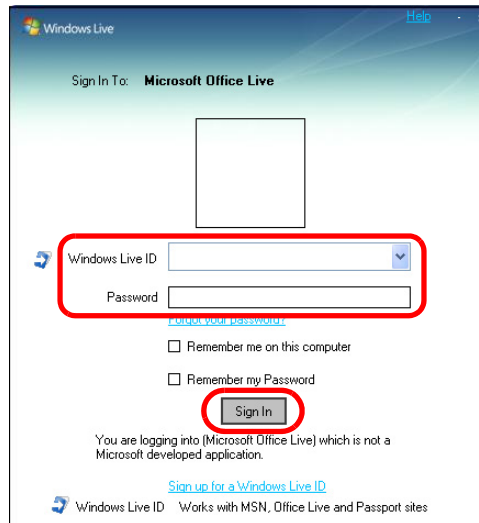 Help
Windows Live
Sign In To: Microsoft Office Live
Windows Live ID
Password
Forgot your password?
Remember me on this computer
Remember my Password
Sign In
You are logging into (Microsoft Office Live) which is not a
Microsoft developed application.
Sign up for a Windows Live ID
Windows Live ID Works with MSN, Office Live and Passport sites